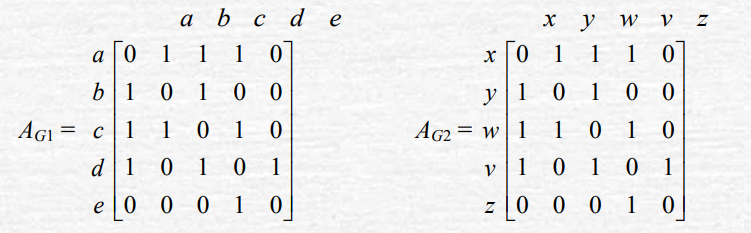 a b c d e x y w v z
a 0 1 1 1 0 x 0 1 1 1 0
b 1 0 1 0 0 y 1 0 1 0 0
AG1 = c 1 1 0 1 0 AG2 = w 1 1 0 1 0
d 1 0 1 0 1 v 1 0 1 0 1
e 0 0 0 1 0 z 0 0 0 1 0